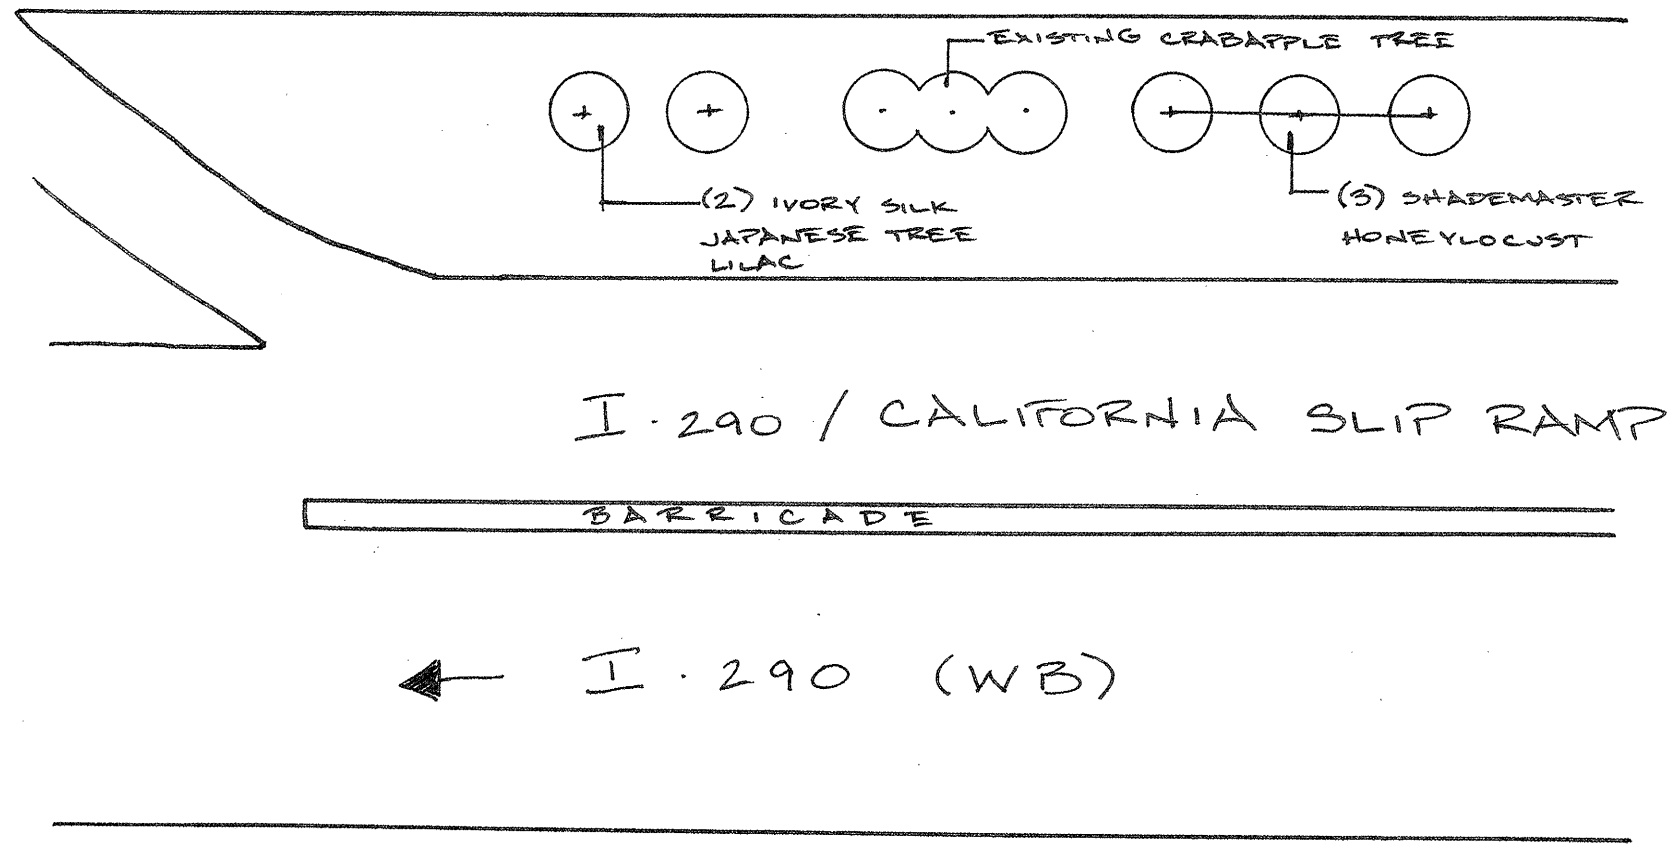 EXISTING CRABAPPLE TREE
(2) IVORY SILK
JAPANESE TREE
LILAC
(3) SHADEMASTER
HONEYLOCUST
I-290 / CALIFORNIA SLIP RAMP
BARRICADE
I-290 (WB)